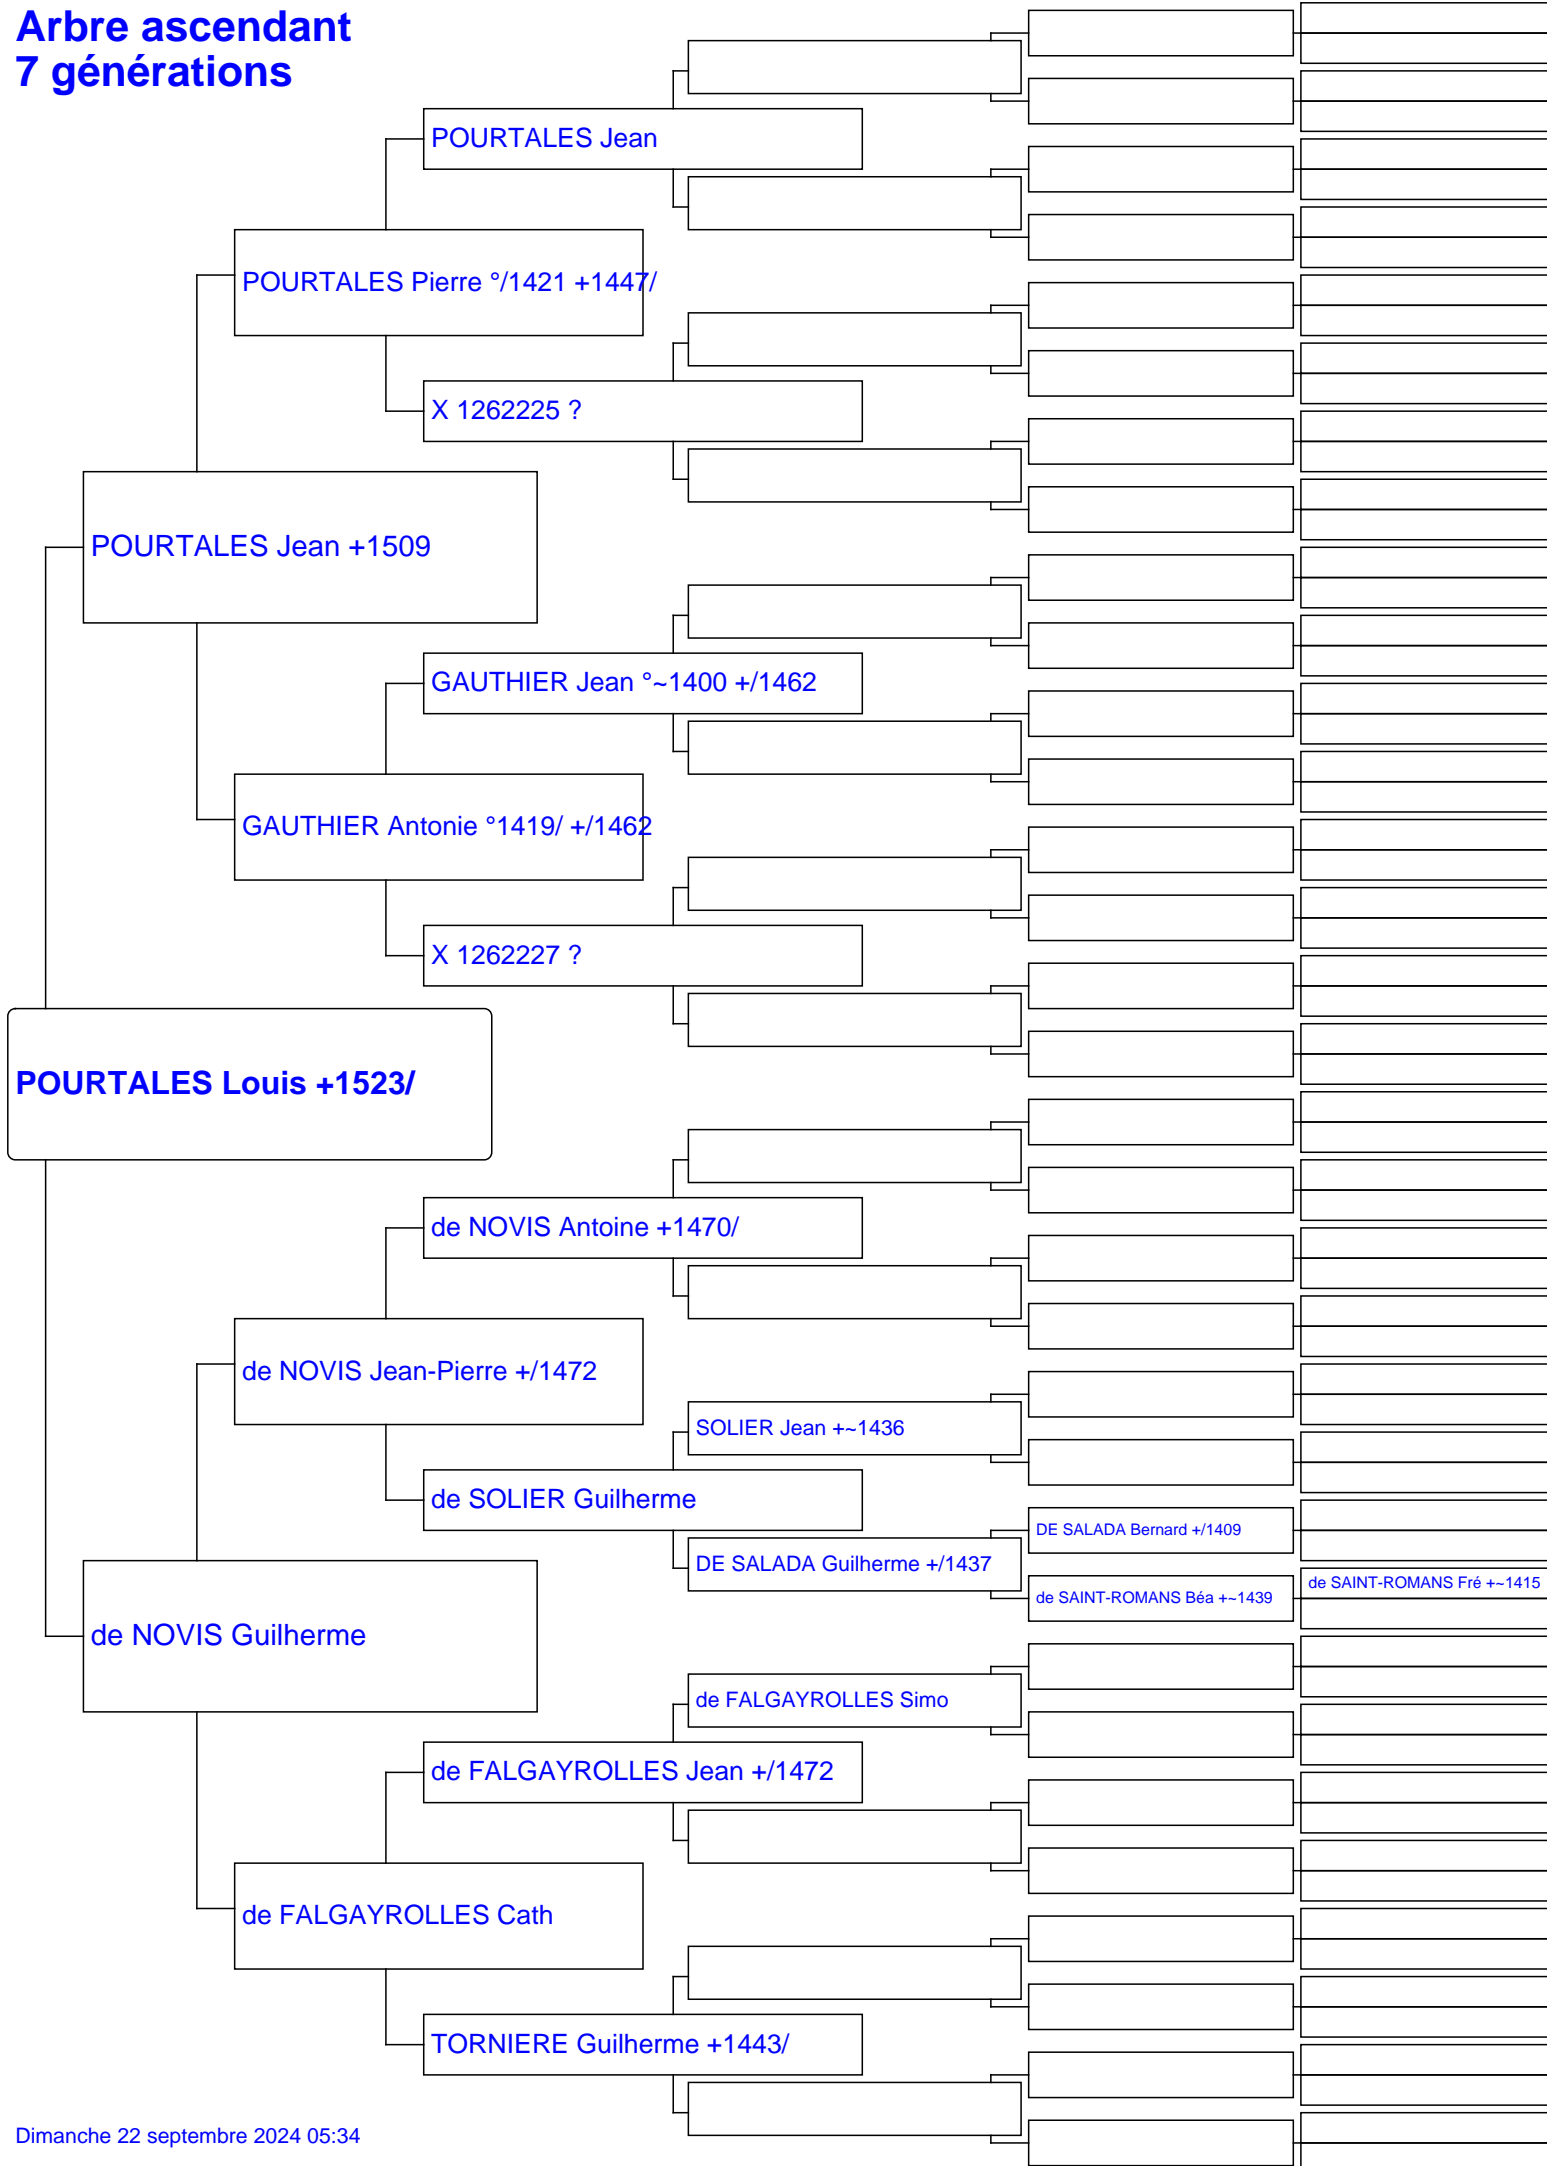 Arbre ascendant
7 générations
POURTALES Jean
POURTALES Pierre °/1421 +1447/
X 1262225 ?
POURTALES Jean +1509
GAUTHIER Jean °~1400 +/1462
GAUTHIER Antonie °1419/ +/1462
X 1262227 ?
POURTALES Louis +1523/
de NOVIS Antoine +1470/
de NOVIS Jean-Pierre +/1472
SOLIER Jean +~1436
de SOLIER Guilherme
DE SALADA Bernard +/1409
DE SALADA Guilherme +/1437
de SAINT-ROMANS Fré +~1415
de SAINT-ROMANS Béa +~1439
de NOVIS Guilherme
de FALGAYROLLES Simo
de FALGAYROLLES Jean +/1472
de FALGAYROLLES Cath
TORNIERE Guilherme +1443/
Dimanche 22 septembre 2024 05:34